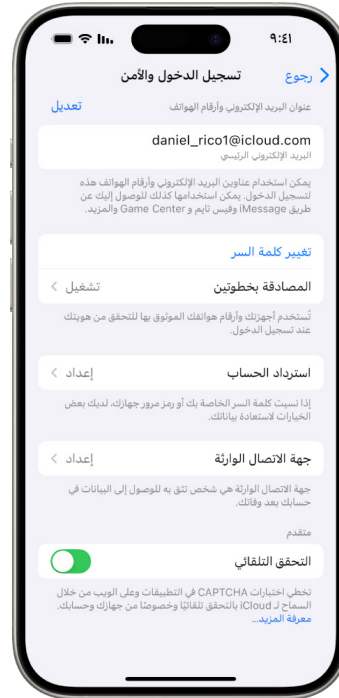 ٩:٤١
رجوع
تسجيل الدخول والأمن
عنوان البريد الإلكتروني وأرقام الهواتف
تعديل
daniel_rico1@icloud.com
البريد الإلكتروني الرئيسي
يمكن استخدام عناوين البريد الإلكتروني وأرقام الهواتف هذه
لتسجيل الدخول. يمكن استخدامها كذلك للوصول إليك عن
طريق iMessage وفيس تايم و Game Center والمزيد.
تغيير كلمة السر
المصادقة بخطوتين
تشغيل
تُستخدم أجهزتك وأرقام هواتفك الموثوق بها للتحقق من هويتك
عند تسجيل الدخول.
استرداد الحساب
إعداد
إذا نسيت كلمة السر الخاصة بك أو رمز مرور جهازك، لديك بعض
الخيارات لاستعادة بياناتك.
جهة الاتصال الوارثة
إعداد
جهة الاتصال الوارثة هي شخص تثق به للوصول إلى البيانات في
حسابك بعد وفاتك.
متقدم
التحقق التلقائي
تخطي اختبارات CAPTCHA في التطبيقات وعلى الويب من خلال
السماح لـ iCloud بالتحقق تلقائيًا وخصوصًا من جهازك وحسابك.
معرفة المزيد...